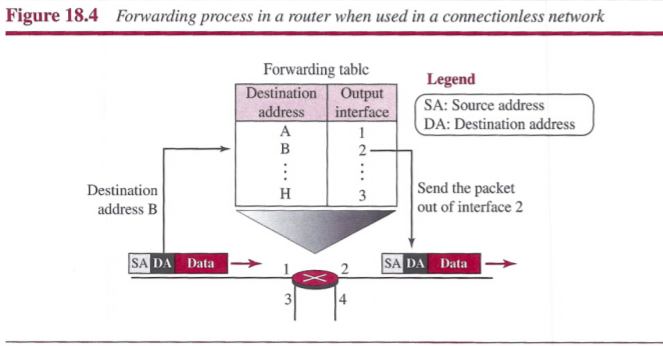 Figure 18.4 Forwarding process in a router when used in a connectionless network
Forwarding table
Legend
SA: Source address
DA: Destination address
Destination address
Output interface
A 1
B 2
⋮ ⋮
H 3
Destination
address B
Send the packet
out of interface 2
SA DA Data
SA DA Data
1 2
3 4